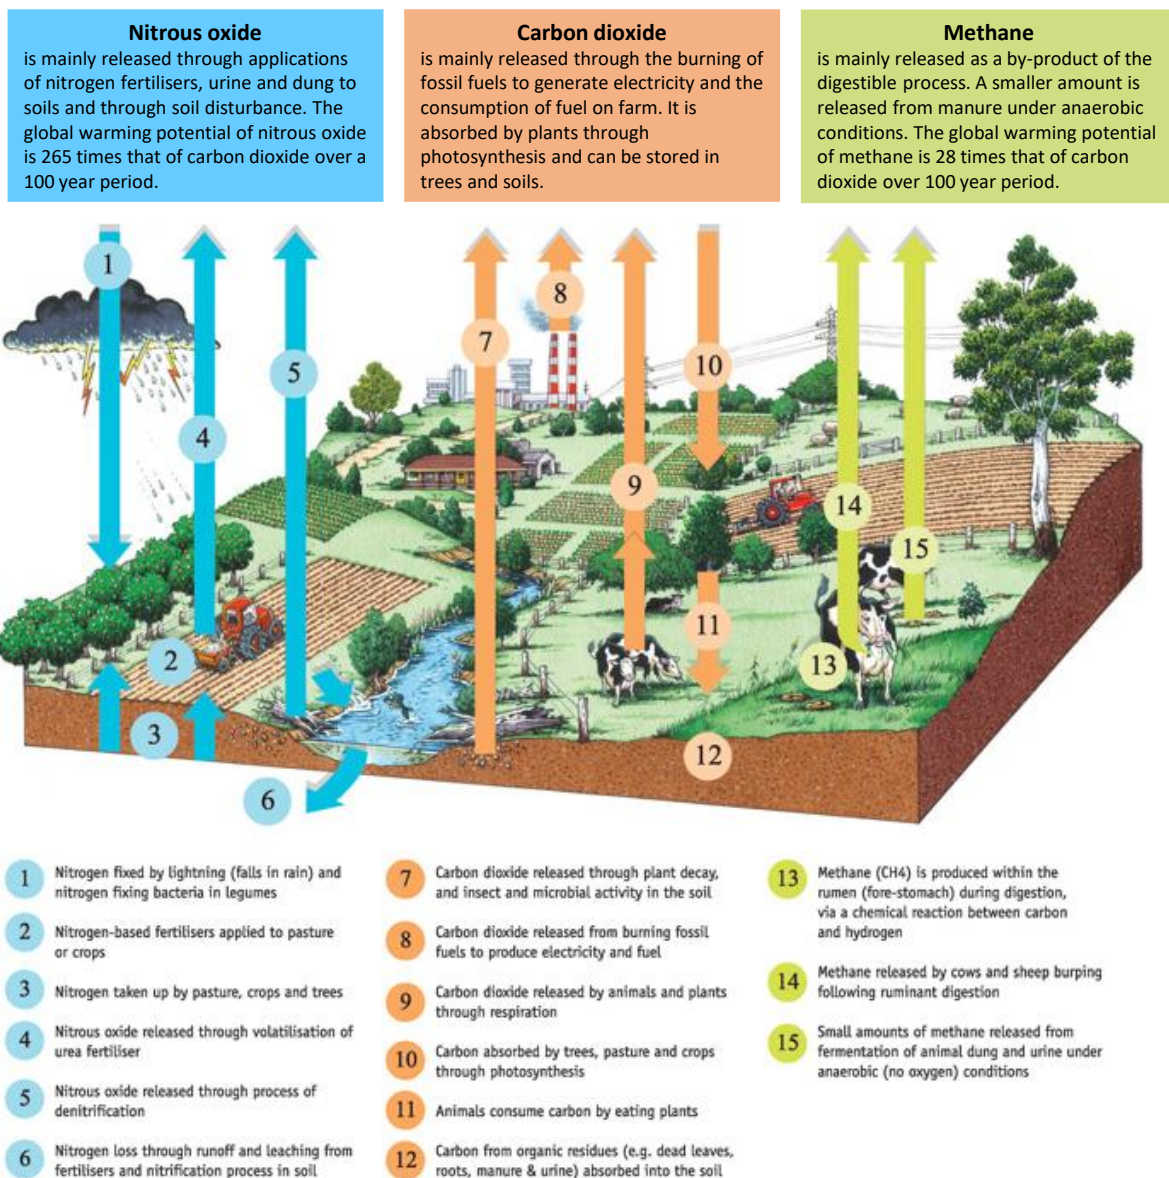 Nitrous oxide
is mainly released through applications
of nitrogen fertilisers, urine and dung to
soils and through soil disturbance. The
global warming potential of nitrous oxide
is 265 times that of carbon dioxide over a
100 year period.
Carbon dioxide
is mainly released through the burning of
fossil fuels to generate electricity and the
consumption of fuel on farm. It is
absorbed by plants through
photosynthesis and can be stored in
trees and soils.
Methane
is mainly released as a by-product of the
digestible process. A smaller amount is
released from manure under anaerobic
conditions. The global warming potential
of methane is 28 times that of carbon
dioxide over 100 year period.
1
8
7
10
5
4
9
14
15
11
2
13
3
12
6
1 Nitrogen fixed by lightning (falls in rain) and
nitrogen fixing bacteria in legumes
2 Nitrogen-based fertilisers applied to pasture
or crops
3 Nitrogen taken up by pasture, crops and trees
4 Nitrous oxide released through volatilisation of
urea fertiliser
5 Nitrous oxide released through process of
denitrification
6 Nitrogen loss through runoff and leaching from
fertilisers and nitrification process in soil
7 Carbon dioxide released through plant decay,
and insect and microbial activity in the soil
8 Carbon dioxide released from burning fossil
fuels to produce electricity and fuel
9 Carbon dioxide released by animals and plants
through respiration
10 Carbon absorbed by trees, pasture and crops
through photosynthesis
11 Animals consume carbon by eating plants
12 Carbon from organic residues (e.g. dead leaves,
roots, manure & urine) absorbed into the soil
13 Methane (CH4) is produced within the
rumen (fore-stomach) during digestion,
via a chemical reaction between carbon
and hydrogen
14 Methane released by cows and sheep burping
following ruminant digestion
15 Small amounts of methane released from
fermentation of animal dung and urine under
anaerobic (no oxygen) conditions